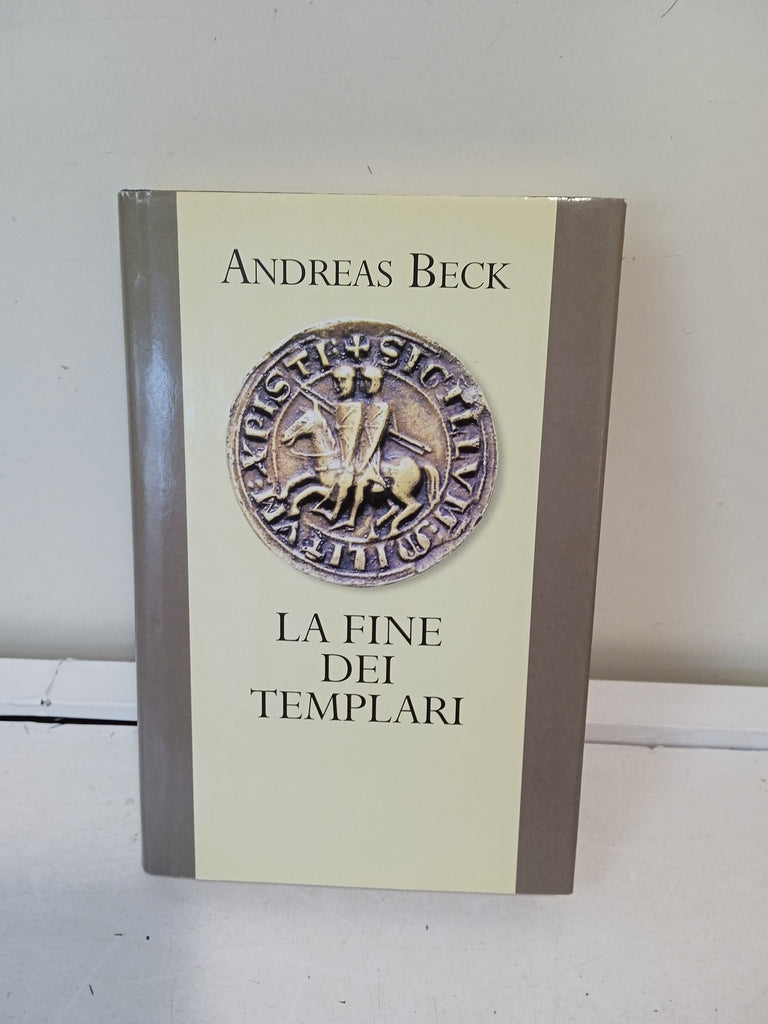 ANDREAS BECK
+ SIGILLVM: MILITVM: XPISTI:
LA FINE
DEI
TEMPLARI